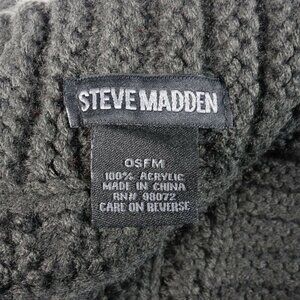 STEVE MADDEN
OSFM
100% ACRYLIC
MADE IN CHINA
RN# 98072
CARE ON REVERSE